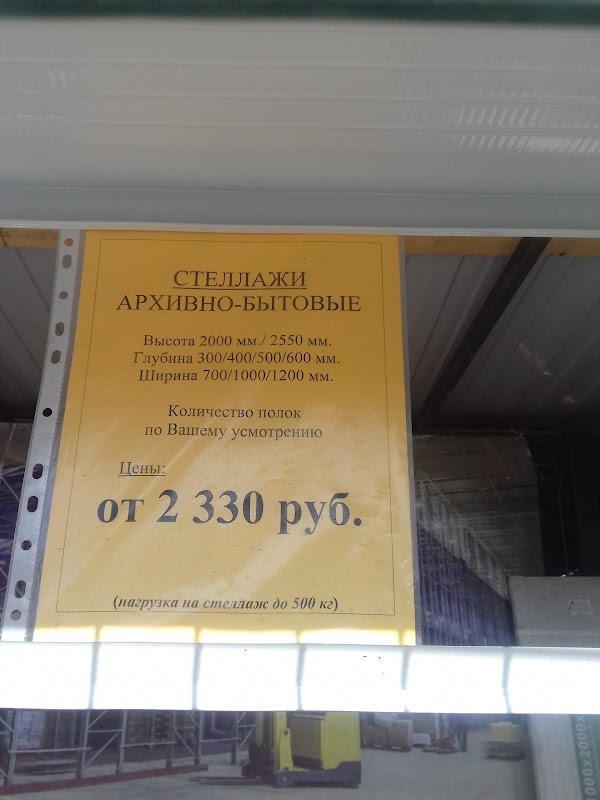 СТЕЛЛАЖИ
АРХИВНО-БЫТОВЫЕ
Высота 2000 мм./ 2550 мм.
Глубина 300/400/500/600 мм.
Ширина 700/1000/1200 мм.
Количество полок
по Вашему усмотрению
Цены:
от 2 330 руб.
(нагрузка на стеллаж до 500 кг)